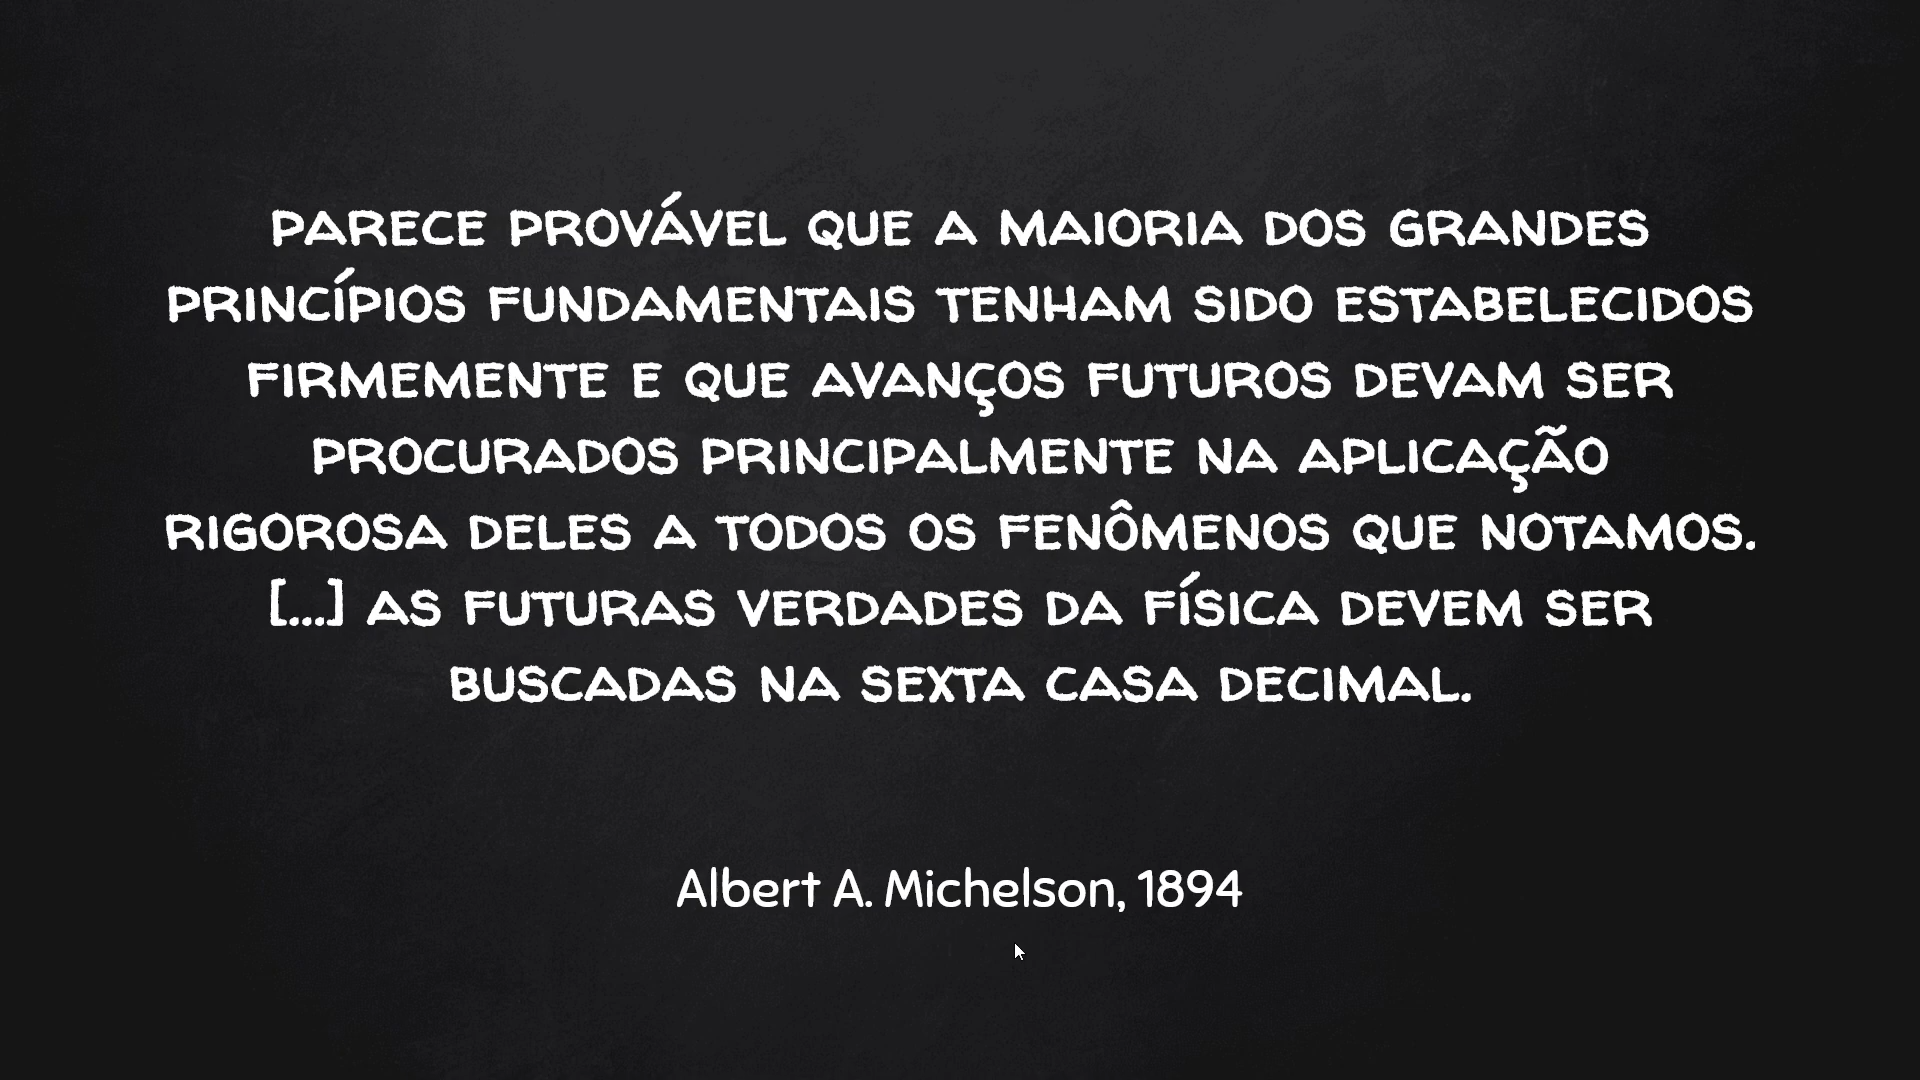 PARECE PROVÁVEL QUE A MAIORIA DOS GRANDES
PRINCÍPIOS FUNDAMENTAIS TENHAM SIDO ESTABELECIDOS
FIRMEMENTE E QUE AVANÇOS FUTUROS DEVAM SER
PROCURADOS PRINCIPALMENTE NA APLICAÇÃO
RIGOROSA DELES A TODOS OS FENÔMENOS QUE NOTAMOS.
[...] AS FUTURAS VERDADES DA FÍSICA DEVEM SER
BUSCADAS NA SEXTA CASA DECIMAL.
Albert A. Michelson, 1894